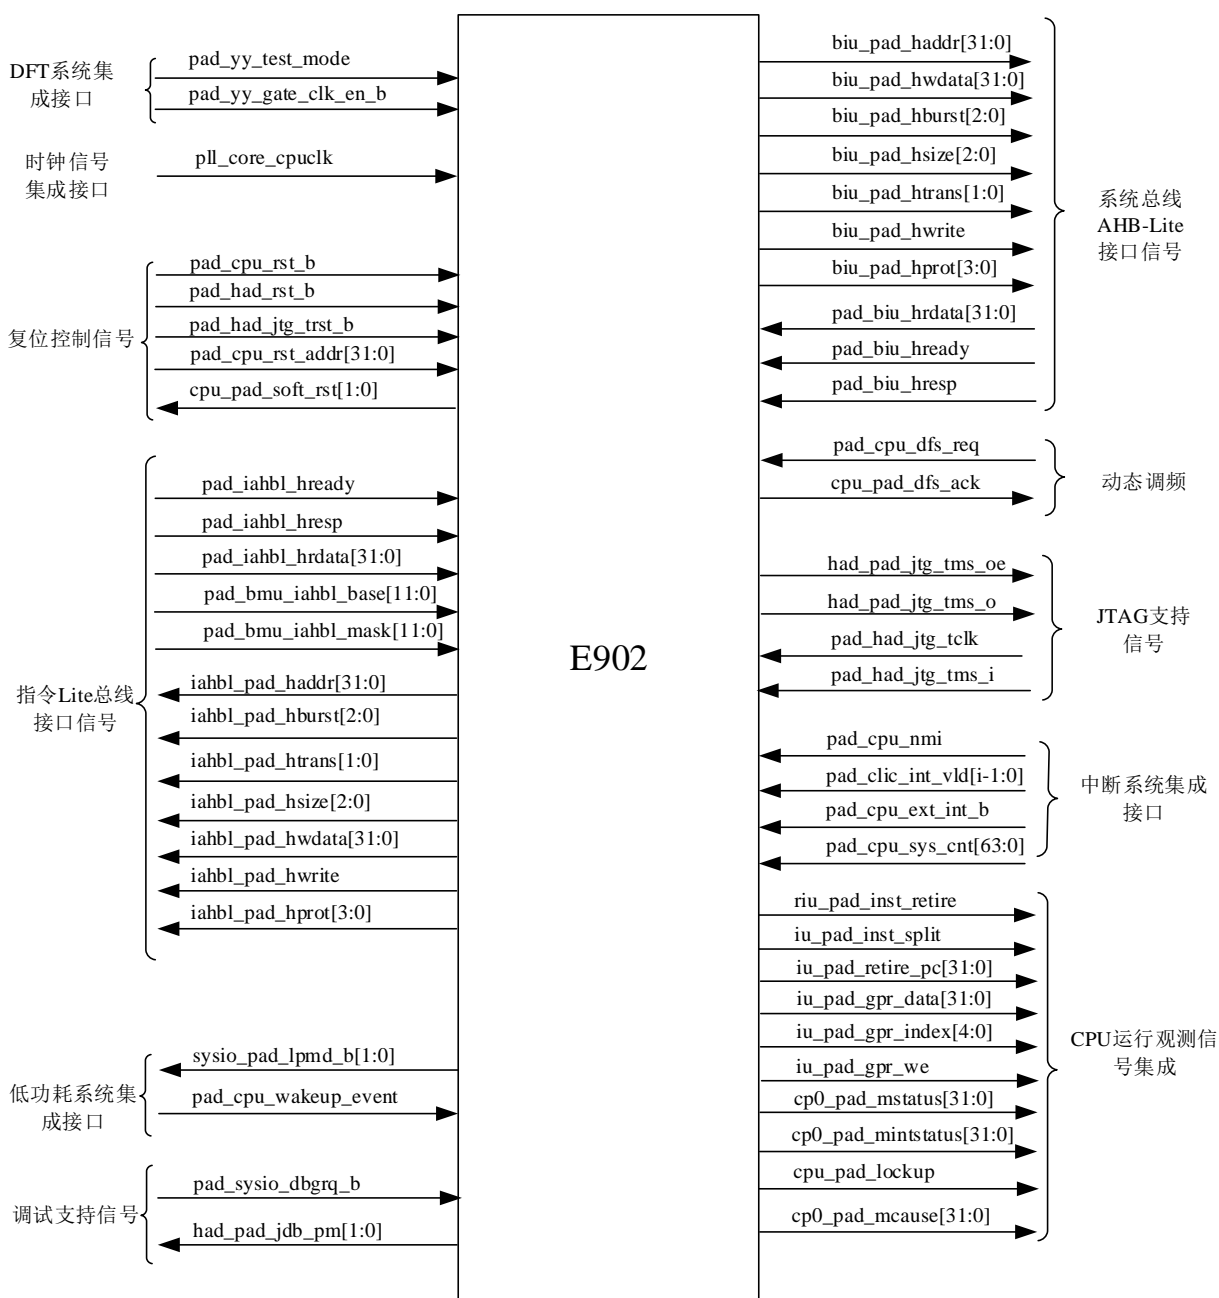 DFT系统集
成接口
pad_yy_test_mode
pad_yy_gate_clk_en_b
时钟信号
集成接口
pll_core_cpuclk
复位控制信号
pad_cpu_rst_b
pad_had_rst_b
pad_had_jtg_trst_b
pad_cpu_rst_addr[31:0]
cpu_pad_soft_rst[1:0]
指令Lite总线
接口信号
pad_iahbl_hready
pad_iahbl_hresp
pad_iahbl_hrdata[31:0]
pad_bmu_iahbl_base[11:0]
pad_bmu_iahbl_mask[11:0]
iahbl_pad_haddr[31:0]
iahbl_pad_hburst[2:0]
iahbl_pad_htrans[1:0]
iahbl_pad_hsize[2:0]
iahbl_pad_hwdata[31:0]
iahbl_pad_hwrite
iahbl_pad_hprot[3:0]
低功耗系统集
成接口
sysio_pad_lpmd_b[1:0]
pad_cpu_wakeup_event
调试支持信号
pad_sysio_dbgrq_b
had_pad_jdb_pm[1:0]
E902
biu_pad_haddr[31:0]
biu_pad_hwdata[31:0]
biu_pad_hburst[2:0]
biu_pad_hsize[2:0]
biu_pad_htrans[1:0]
biu_pad_hwrite
biu_pad_hprot[3:0]
pad_biu_hrdata[31:0]
pad_biu_hready
pad_biu_hresp
系统总线
AHB-Lite
接口信号
pad_cpu_dfs_req
cpu_pad_dfs_ack
动态调频
had_pad_jtg_tms_oe
had_pad_jtg_tms_o
pad_had_jtg_tclk
pad_had_jtg_tms_i
JTAG支持
信号
pad_cpu_nmi
pad_clic_int_vld[i-1:0]
pad_cpu_ext_int_b
pad_cpu_sys_cnt[63:0]
中断系统集成
接口
riu_pad_inst_retire
iu_pad_inst_split
iu_pad_retire_pc[31:0]
iu_pad_gpr_data[31:0]
iu_pad_gpr_index[4:0]
iu_pad_gpr_we
cp0_pad_mstatus[31:0]
cp0_pad_mintstatus[31:0]
cpu_pad_lockup
cp0_pad_mcause[31:0]
CPU运行观测信
号集成